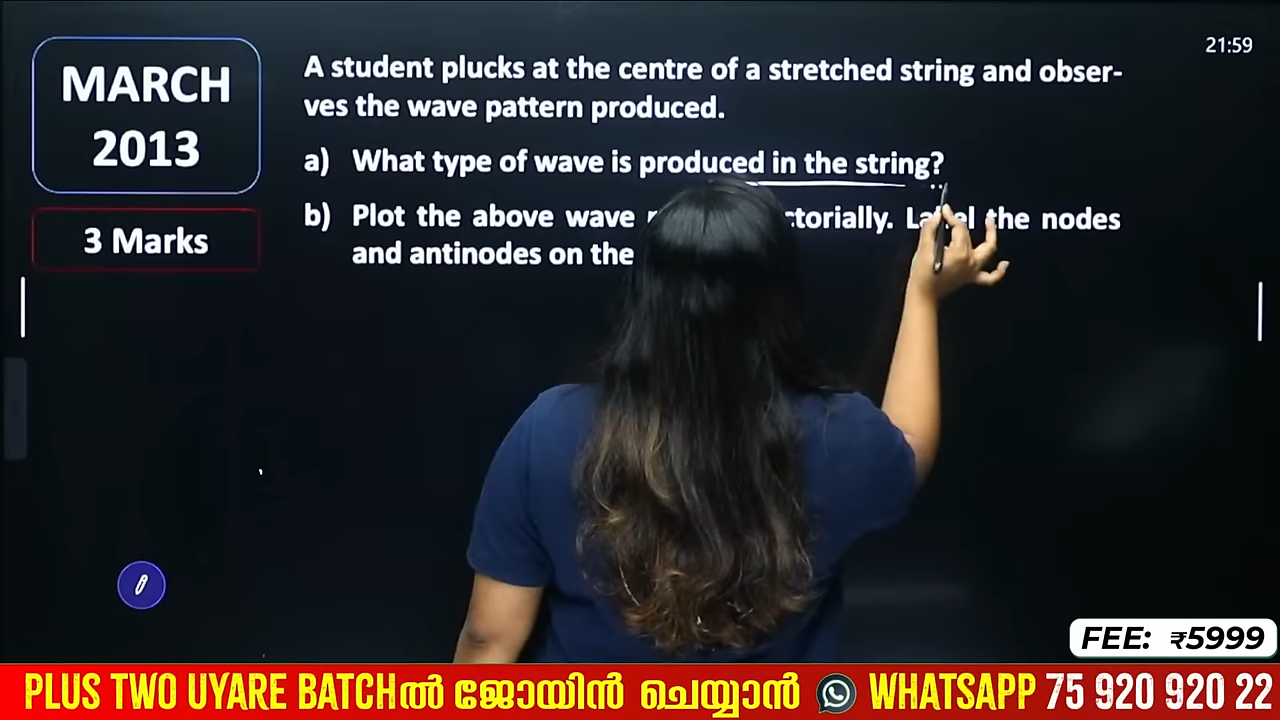 21:59
MARCH
2013
3 Marks
A student plucks at the centre of a stretched string and obser-
ves the wave pattern produced.
a) What type of wave is produced in the string?
b) Plot the above wave ctorially. the nodes
and antinodes on the
FEE: ₹5999
PLUS TWO UYARE BATCHൽ ജോയിൻ ചെയ്യാൻ WHATSAPP 75 920 920 22